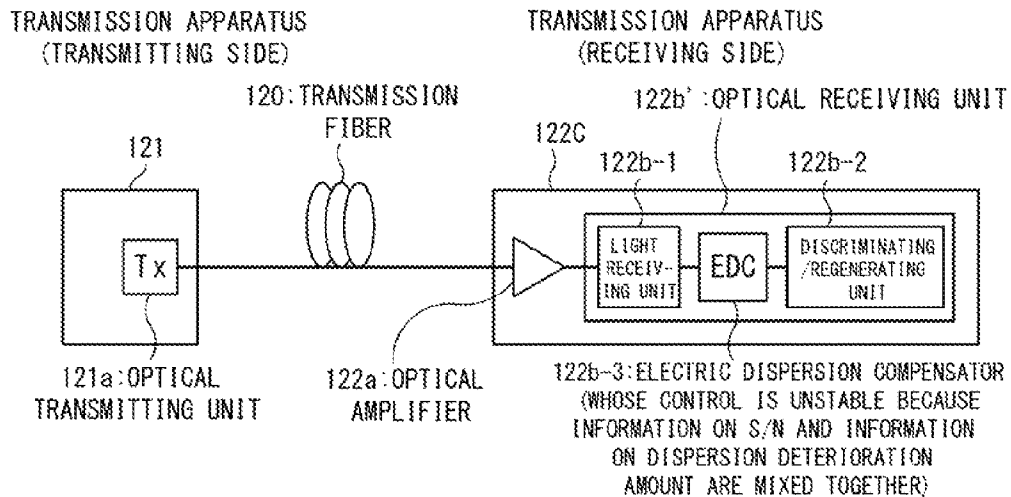 TRANSMISSION APPARATUS
(TRANSMITTING SIDE)
TRANSMISSION APPARATUS
(RECEIVING SIDE)
120:TRANSMISSION
FIBER
122b':OPTICAL RECEIVING UNIT
121
122C
122b-1
122b-2
Tx
LIGHT
RECEIV-
ING UNIT
EDC
DISCRIMINATING
/REGENERATING
UNIT
121a:OPTICAL
TRANSMITTING UNIT
122a:OPTICAL
AMPLIFIER
122b-3:ELECTRIC DISPERSION COMPENSATOR
(WHOSE CONTROL IS UNSTABLE BECAUSE
INFORMATION ON S/N AND INFORMATION
ON DISPERSION DETERIORATION
AMOUNT ARE MIXED TOGETHER)